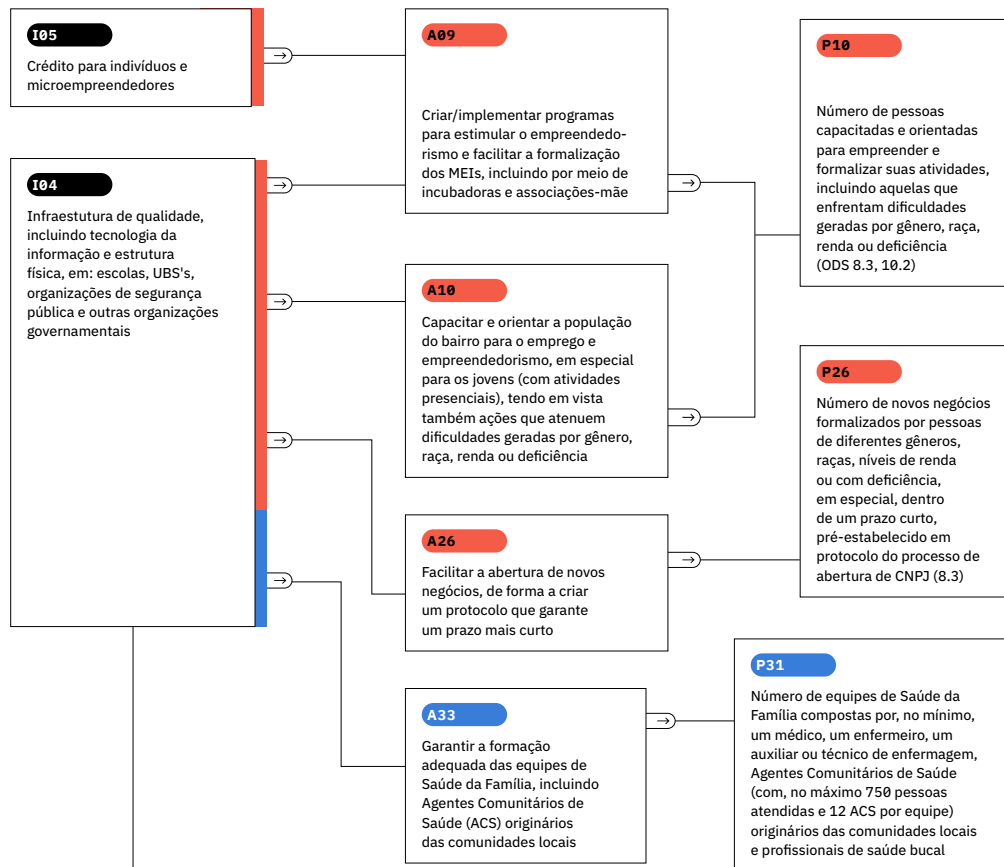 I05
Crédito para indivíduos e
microempreendedores
I04
Infraestutura de qualidade,
incluindo tecnologia da
informação e estrutura
física, em: escolas, UBS's,
organizações de segurança
pública e outras organizações
governamentais
A09
Criar/implementar programas
para estimular o empreendedo-
rismo e facilitar a formalização
dos MEIs, incluindo por meio de
incubadoras e associações-mãe
A10
Capacitar e orientar a população
do bairro para o emprego e
empreendedorismo, em especial
para os jovens (com atividades
presenciais), tendo em vista
também ações que atenuem
dificuldades geradas por gênero,
raça, renda ou deficiência
A26
Facilitar a abertura de novos
negócios, de forma a criar
um protocolo que garante
um prazo mais curto
A33
Garantir a formação
adequada das equipes de
Saúde da Família, incluindo
Agentes Comunitários de
Saúde (ACS) originários
das comunidades locais
P10
Número de pessoas
capacitadas e orientadas
para empreender e
formalizar suas atividades,
incluindo aquelas que
enfrentam dificuldades
geradas por gênero, raça,
renda ou deficiência
(ODS 8.3, 10.2)
P26
Número de novos negócios
formalizados por pessoas
de diferentes gêneros,
raças, níveis de renda
ou com deficiência,
em especial, dentro
de um prazo curto,
pré-estabelecido em
protocolo do processo de
abertura de CNPJ (8.3)
P31
Número de equipes de Saúde da
Família compostas por, no mínimo,
um médico, um enfermeiro, um
auxiliar ou técnico de enfermagem,
Agentes Comunitários de Saúde
(com, no máximo 750 pessoas
atendidas e 12 ACS por equipe)
originários das comunidades locais
e profissionais de saúde bucal